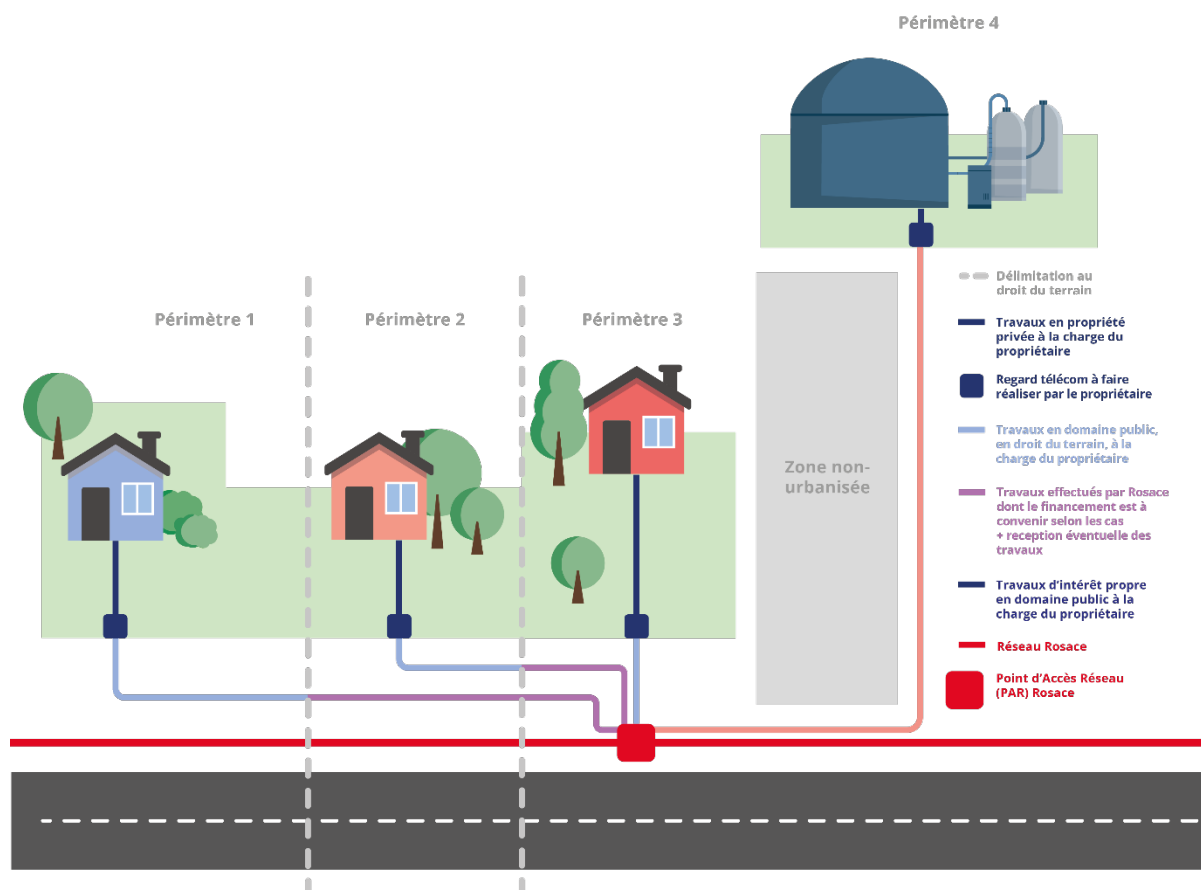 Périmètre 4
Périmètre 1
Périmètre 2
Périmètre 3
Zone non-
urbanisée
Délimitation au
droit du terrain
Travaux en propriété
privée à la charge du
propriétaire
Regard télécom à faire
réaliser par le propriétaire
Travaux en domaine public,
en droit du terrain, à la
charge du propriétaire
Travaux effectués par Rosace
dont le financement est à
convenir selon les cas
+ reception éventuelle des
travaux
Travaux d'intérêt propre
en domaine public à la
charge du propriétaire
Réseau Rosace
Point d'Accès Réseau
(PAR) Rosace